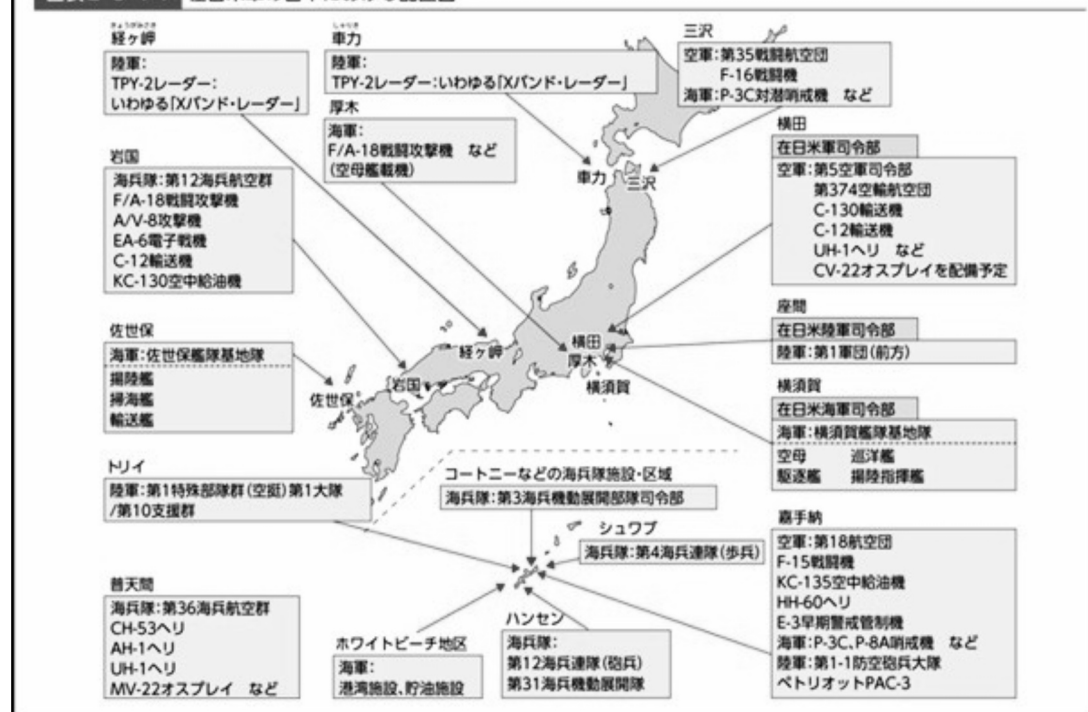 きょうがみさき
経ヶ岬
陸軍:
TPY-2レーダー:
いわゆる「Xバンド・レーダー」
しゃりき
車力
陸軍:
TPY-2レーダー:いわゆる「Xバンド・レーダー」
三沢
空軍:第35戦闘航空団
F-16戦闘機
海軍:P-3C対潜哨戒機 など
厚木
海軍:
F/A-18戦闘攻撃機 など
(空母艦載機)
横田
在日米軍司令部
空軍:第5空軍司令部
第374空輸航空団
C-130輸送機
C-12輸送機
UH-1ヘリ など
CV-22オスプレイを配備予定
岩国
海兵隊:第12海兵航空群
F/A-18戦闘攻撃機
A/V-8攻撃機
EA-6電子戦機
C-12輸送機
KC-130空中給油機
車力
三沢
座間
在日米陸軍司令部
陸軍:第1軍団(前方)
佐世保
海軍:佐世保艦隊基地隊
揚陸艦
掃海艦
輸送艦
経ヶ岬
横田
厚木
横須賀
岩国
佐世保
横須賀
在日米海軍司令部
海軍:横須賀艦隊基地隊
空母 巡洋艦
駆逐艦 揚陸指揮艦
トリイ
陸軍:第1特殊部隊群(空挺)第1大隊
/第10支援群
コートニーなどの海兵隊施設・区域
海兵隊:第3海兵機動展開部隊司令部
シュワブ
海兵隊:第4海兵連隊(歩兵)
嘉手納
空軍:第18航空団
F-15戦闘機
KC-135空中給油機
HH-60ヘリ
E-3早期警戒管制機
海軍:P-3C、P-8A哨戒機 など
陸軍:第1-1防空砲兵大隊
ペトリオットPAC-3
普天間
海兵隊:第36海兵航空群
CH-53ヘリ
AH-1ヘリ
UH-1ヘリ
MV-22オスプレイ など
ホワイトビーチ地区
海軍:
港湾施設、貯油施設
ハンセン
海兵隊:
第12海兵連隊(砲兵)
第31海兵機動展開隊